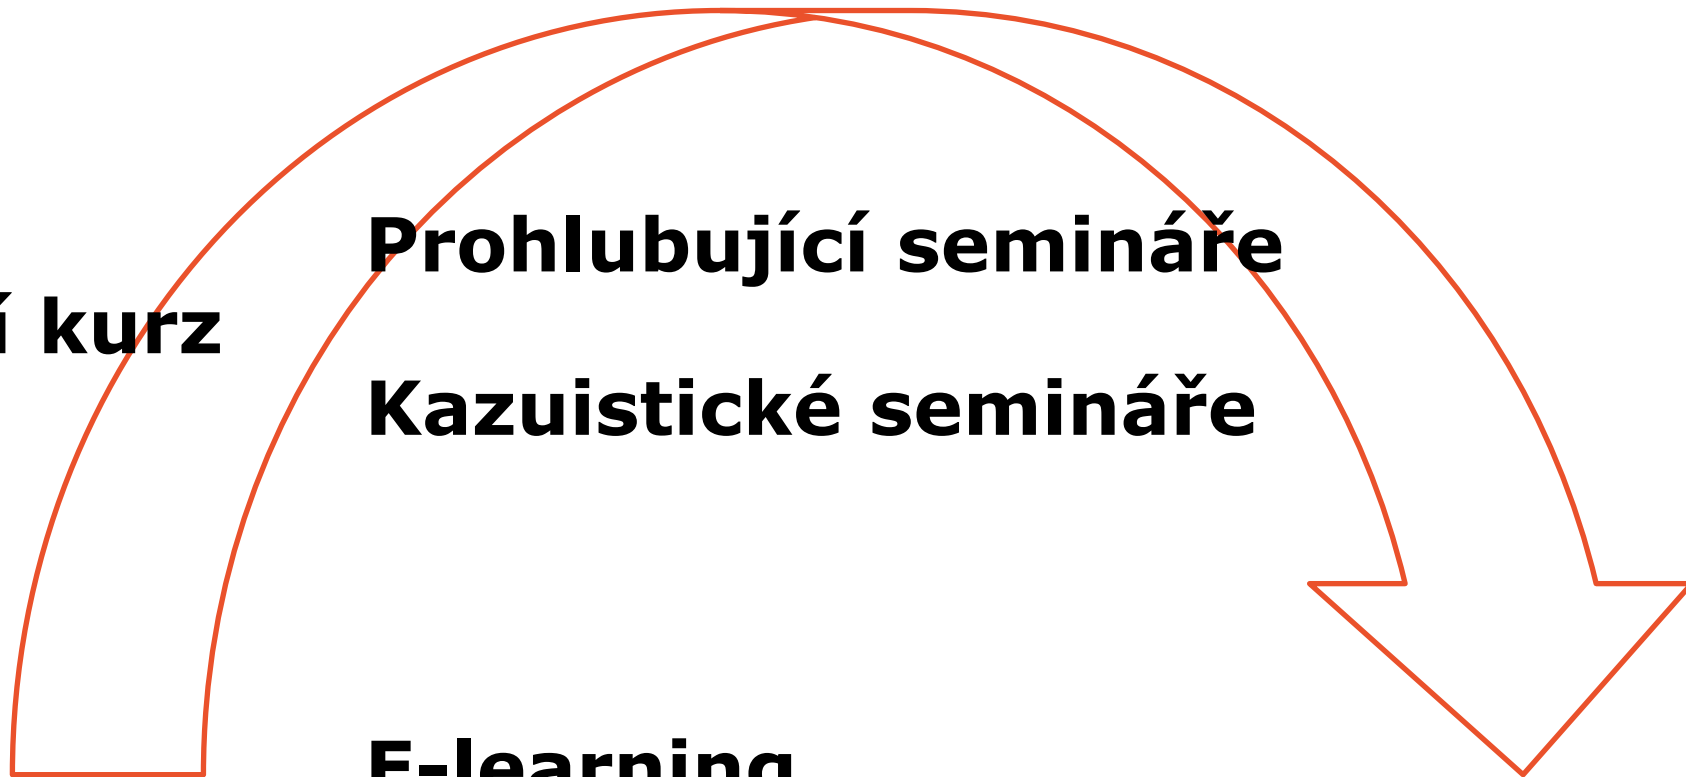 Prohlubující semináře
í kurz
Kazuistické semináře
E-learning